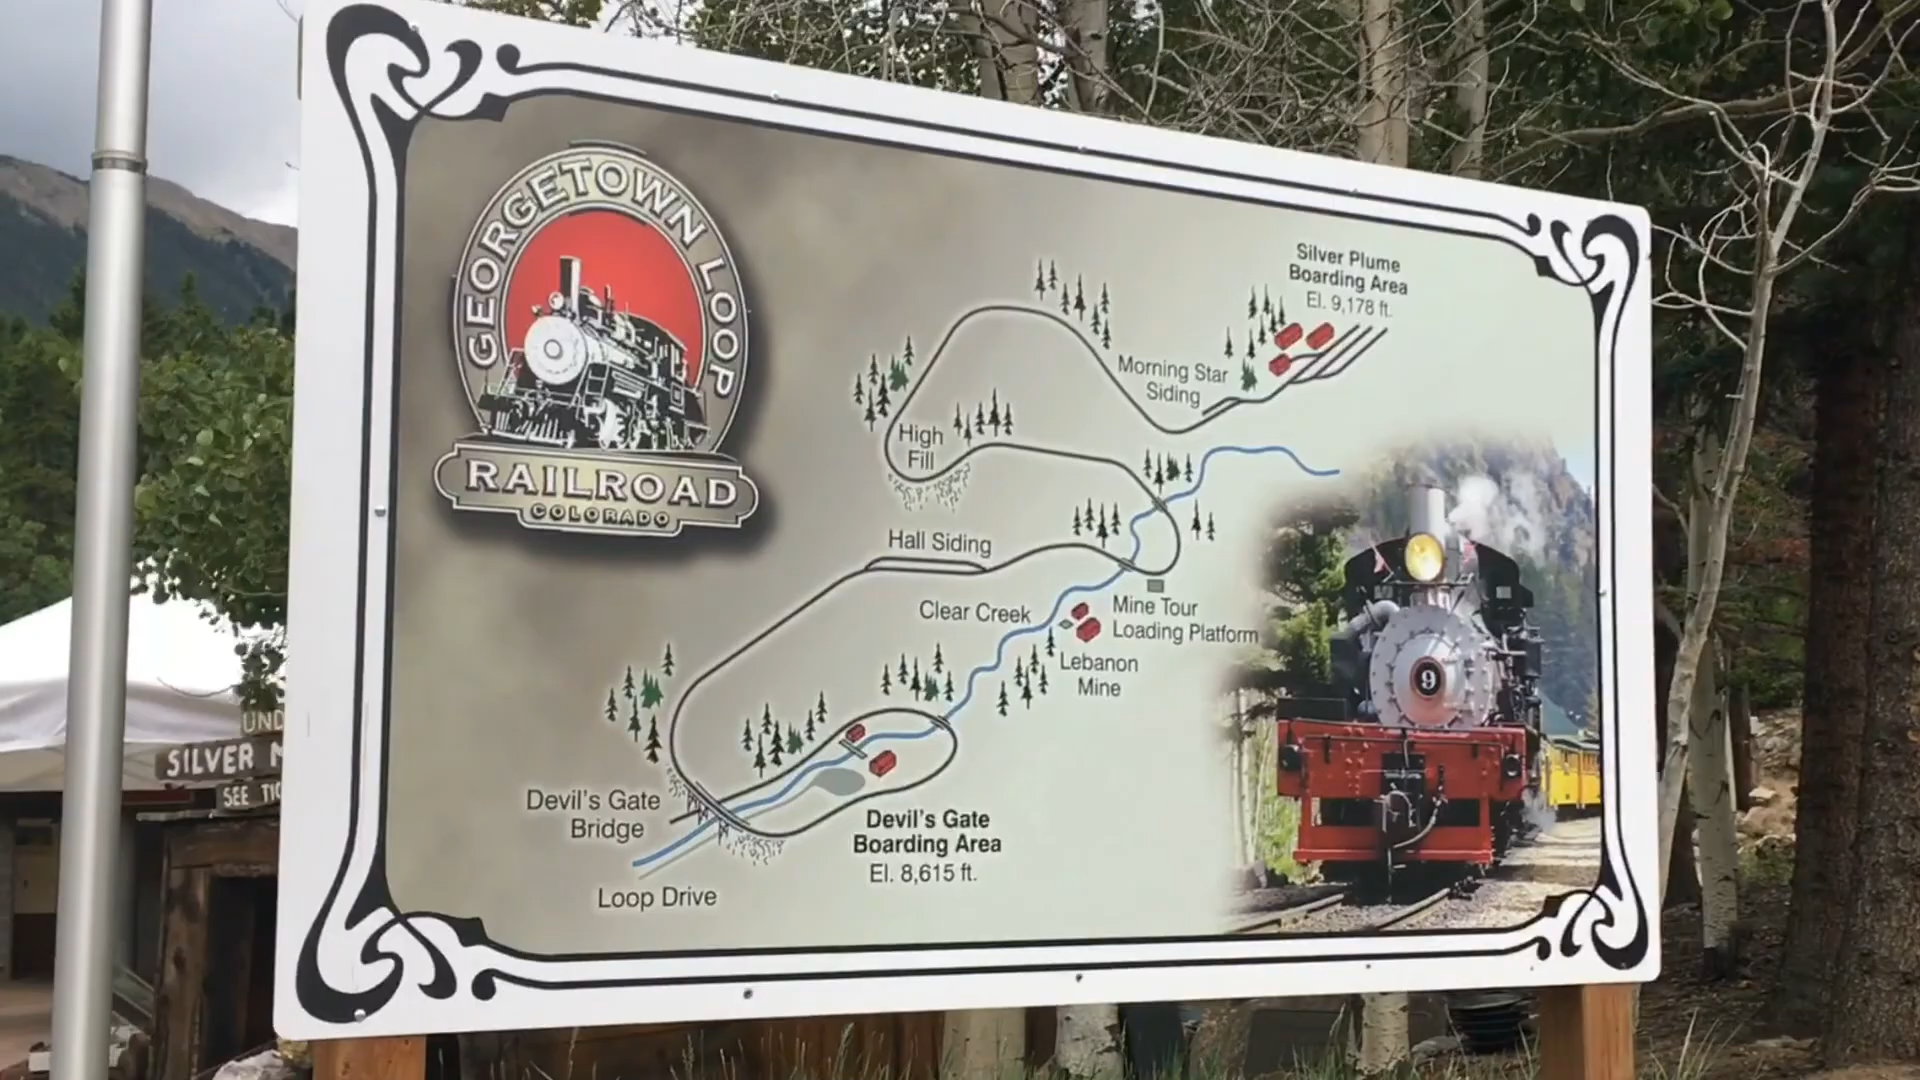 GEORGETOWN LOOP
RAILROAD
COLORADO
Silver Plume
Boarding Area
El. 9,178 ft.
Morning Star
Siding
High
Fill
Hall Siding
Clear Creek
Mine Tour
Loading Platform
Lebanon
Mine
9
Devil's Gate
Bridge
Devil's Gate
Boarding Area
El. 8,615 ft.
Loop Drive
SILVER
SEE